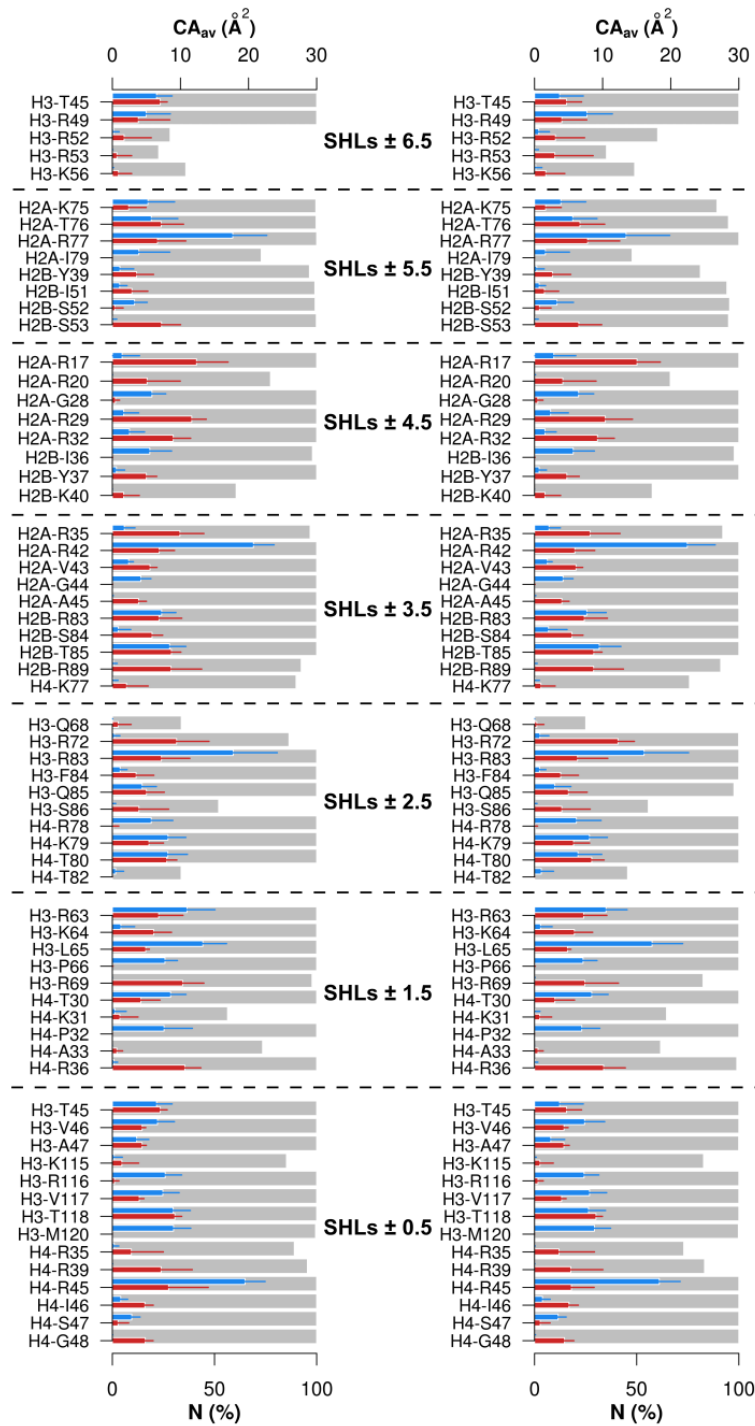 CAav (Å²) CAav (Å²)
0 10 20 30 0 10 20 30
H3-T45 H3-T45
H3-R49 H3-R49
H3-R52 SHLs ± 6.5 H3-R52
H3-R53 H3-R53
H3-K56 H3-K56
H2A-K75 H2A-K75
H2A-T76 H2A-T76
H2A-R77 H2A-R77
H2A-I79 SHLs ± 5.5 H2A-I79
H2B-Y39 H2B-Y39
H2B-I51 H2B-I51
H2B-S52 H2B-S52
H2B-S53 H2B-S53
H2A-R17 H2A-R17
H2A-R20 H2A-R20
H2A-G28 H2A-G28
H2A-R29 SHLs ± 4.5 H2A-R29
H2A-R32 H2A-R32
H2B-I36 H2B-I36
H2B-Y37 H2B-Y37
H2B-K40 H2B-K40
H2A-R35 H2A-R35
H2A-R42 H2A-R42
H2A-V43 H2A-V43
H2A-G44 H2A-G44
H2A-A45 SHLs ± 3.5 H2A-A45
H2B-R83 H2B-R83
H2B-S84 H2B-S84
H2B-T85 H2B-T85
H2B-R89 H2B-R89
H4-K77 H4-K77
H3-Q68 H3-Q68
H3-R72 H3-R72
H3-R83 H3-R83
H3-F84 H3-F84
H3-Q85 SHLs ± 2.5 H3-Q85
H3-S86 H3-S86
H4-R78 H4-R78
H4-K79 H4-K79
H4-T80 H4-T80
H4-T82 H4-T82
H3-R63 H3-R63
H3-K64 H3-K64
H3-L65 H3-L65
H3-P66 H3-P66
H3-R69 SHLs ± 1.5 H3-R69
H4-T30 H4-T30
H4-K31 H4-K31
H4-P32 H4-P32
H4-A33 H4-A33
H4-R36 H4-R36
H3-T45 H3-T45
H3-V46 H3-V46
H3-A47 H3-A47
H3-K115 H3-K115
H3-R116 H3-R116
H3-V117 H3-V117
H3-T118 SHLs ± 0.5 H3-T118
H3-M120 H3-M120
H4-R35 H4-R35
H4-R39 H4-R39
H4-R45 H4-R45
H4-I46 H4-I46
H4-S47 H4-S47
H4-G48 H4-G48
0 50 100 0 50 100
N (%) N (%)